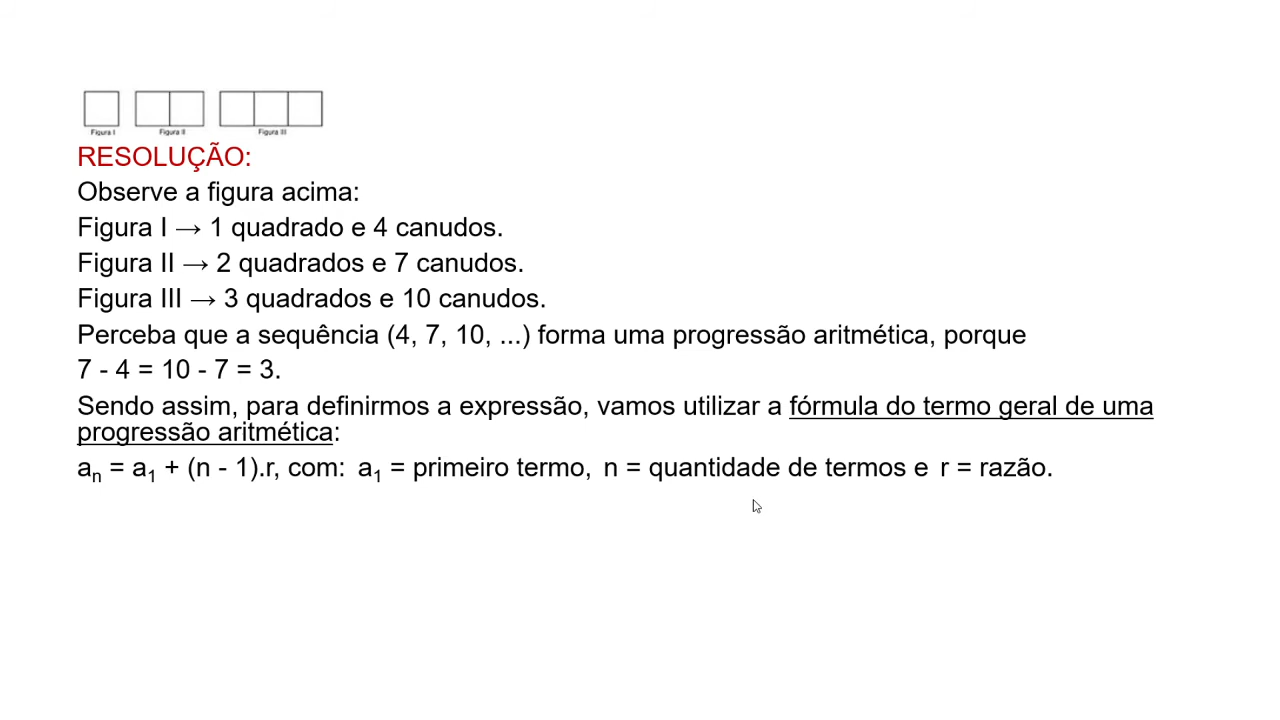 Figura I Figura II Figura III
RESOLUÇÃO:
Observe a figura acima:
Figura I → 1 quadrado e 4 canudos.
Figura II → 2 quadrados e 7 canudos.
Figura III → 3 quadrados e 10 canudos.
Perceba que a sequência (4, 7, 10, ...) forma uma progressão aritmética, porque
7 - 4 = 10 - 7 = 3.
Sendo assim, para definirmos a expressão, vamos utilizar a fórmula do termo geral de uma
progressão aritmética:
aₙ = a₁ + (n - 1).r, com: a₁ = primeiro termo, n = quantidade de termos e r = razão.